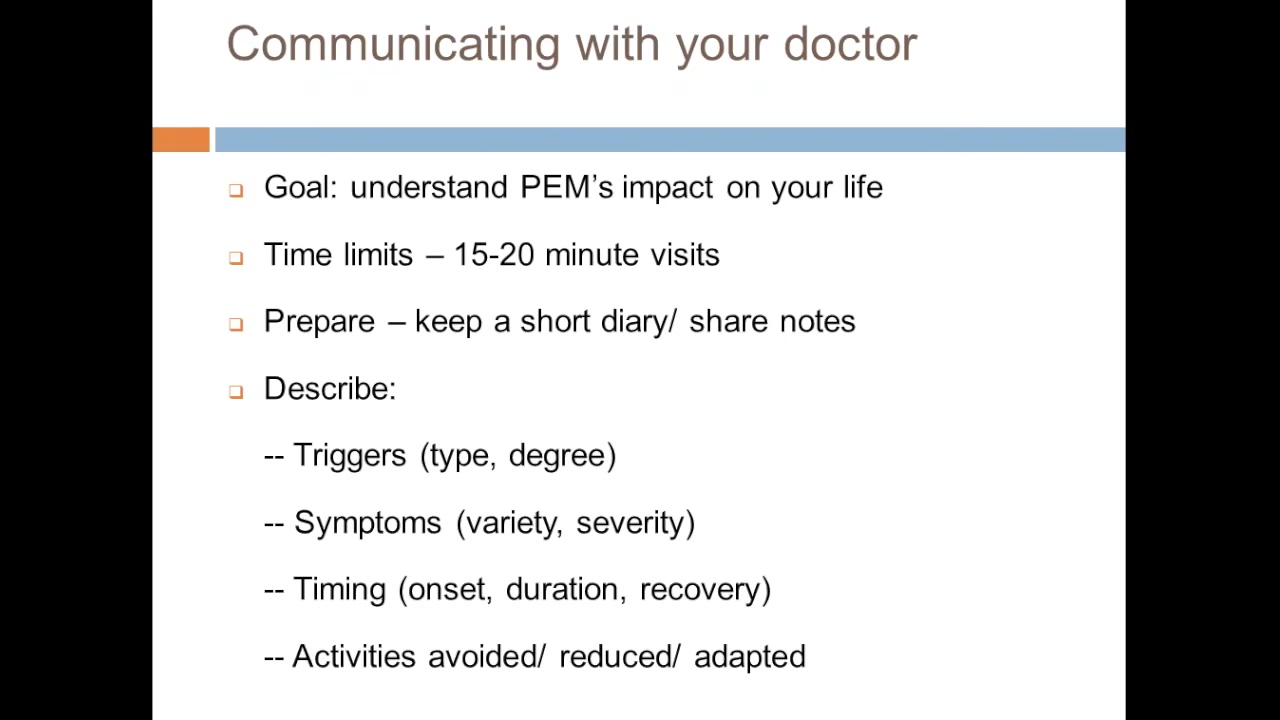 Communicating with your doctor
Goal: understand PEM’s impact on your life
Time limits – 15-20 minute visits
Prepare – keep a short diary/ share notes
Describe:
-- Triggers (type, degree)
-- Symptoms (variety, severity)
-- Timing (onset, duration, recovery)
-- Activities avoided/ reduced/ adapted